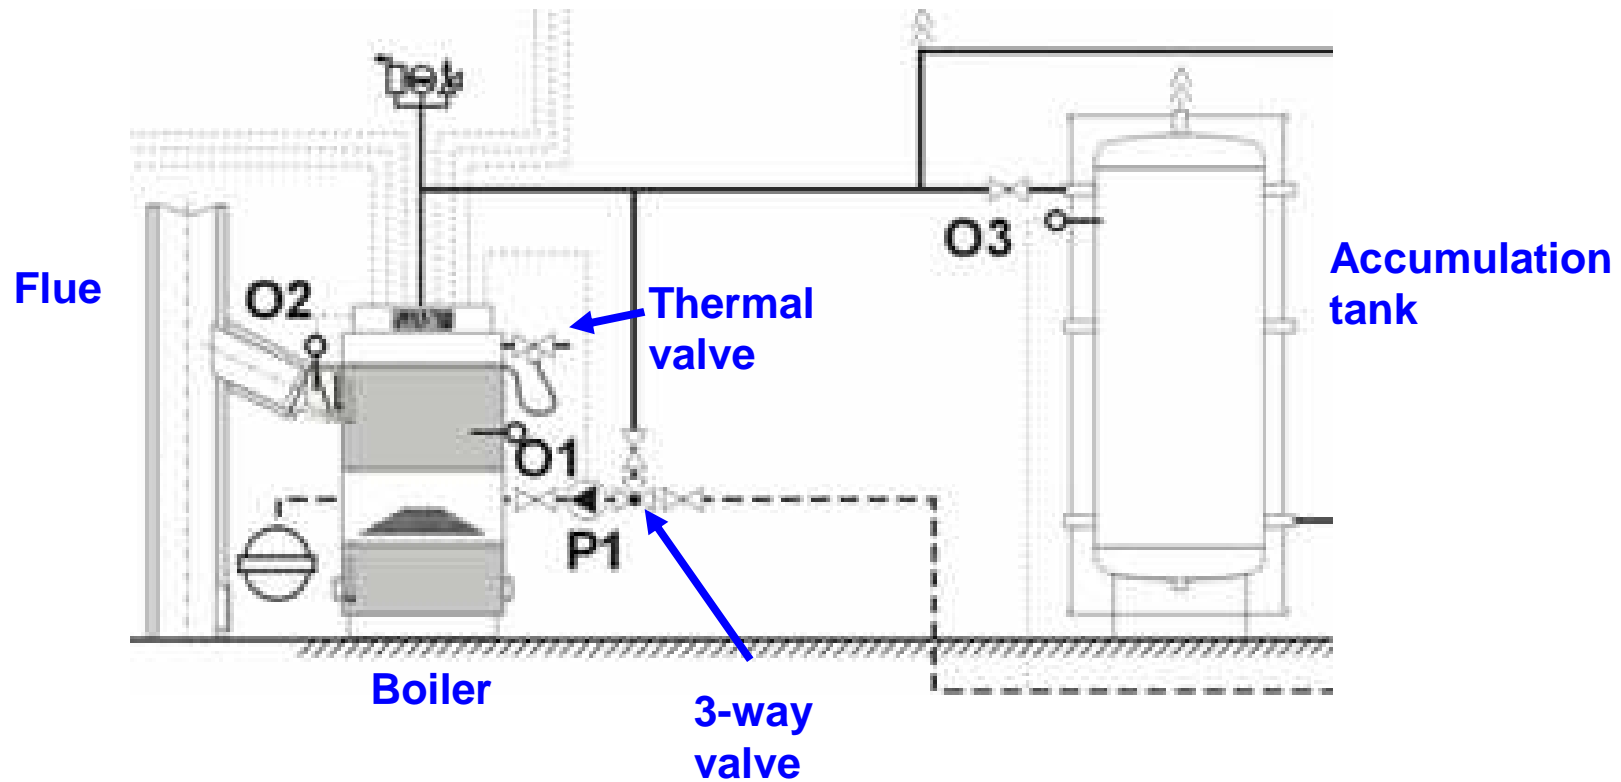 O3
Accumulation
tank
Flue
O2
Thermal
valve
O1
P1
Boiler
3-way
valve